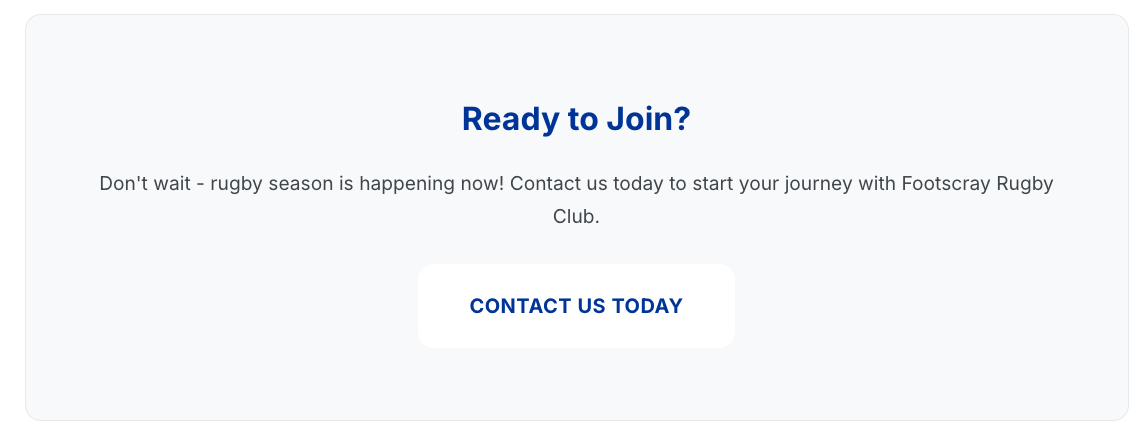 Ready to Join?
Don't wait - rugby season is happening now! Contact us today to start your journey with Footscray Rugby
Club.
CONTACT US TODAY